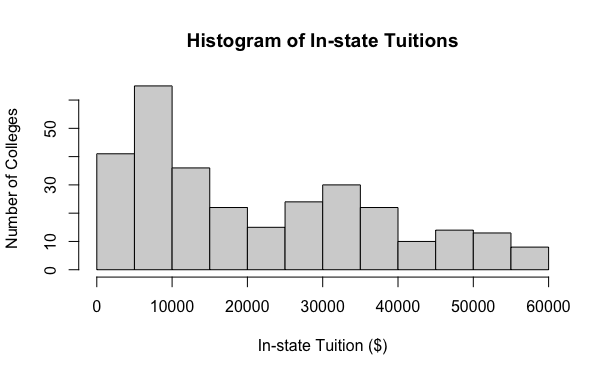 Histogram of In-state Tuitions
Number of Colleges
50
30
10
0
0 10000 20000 30000 40000 50000 60000
In-state Tuition ($)